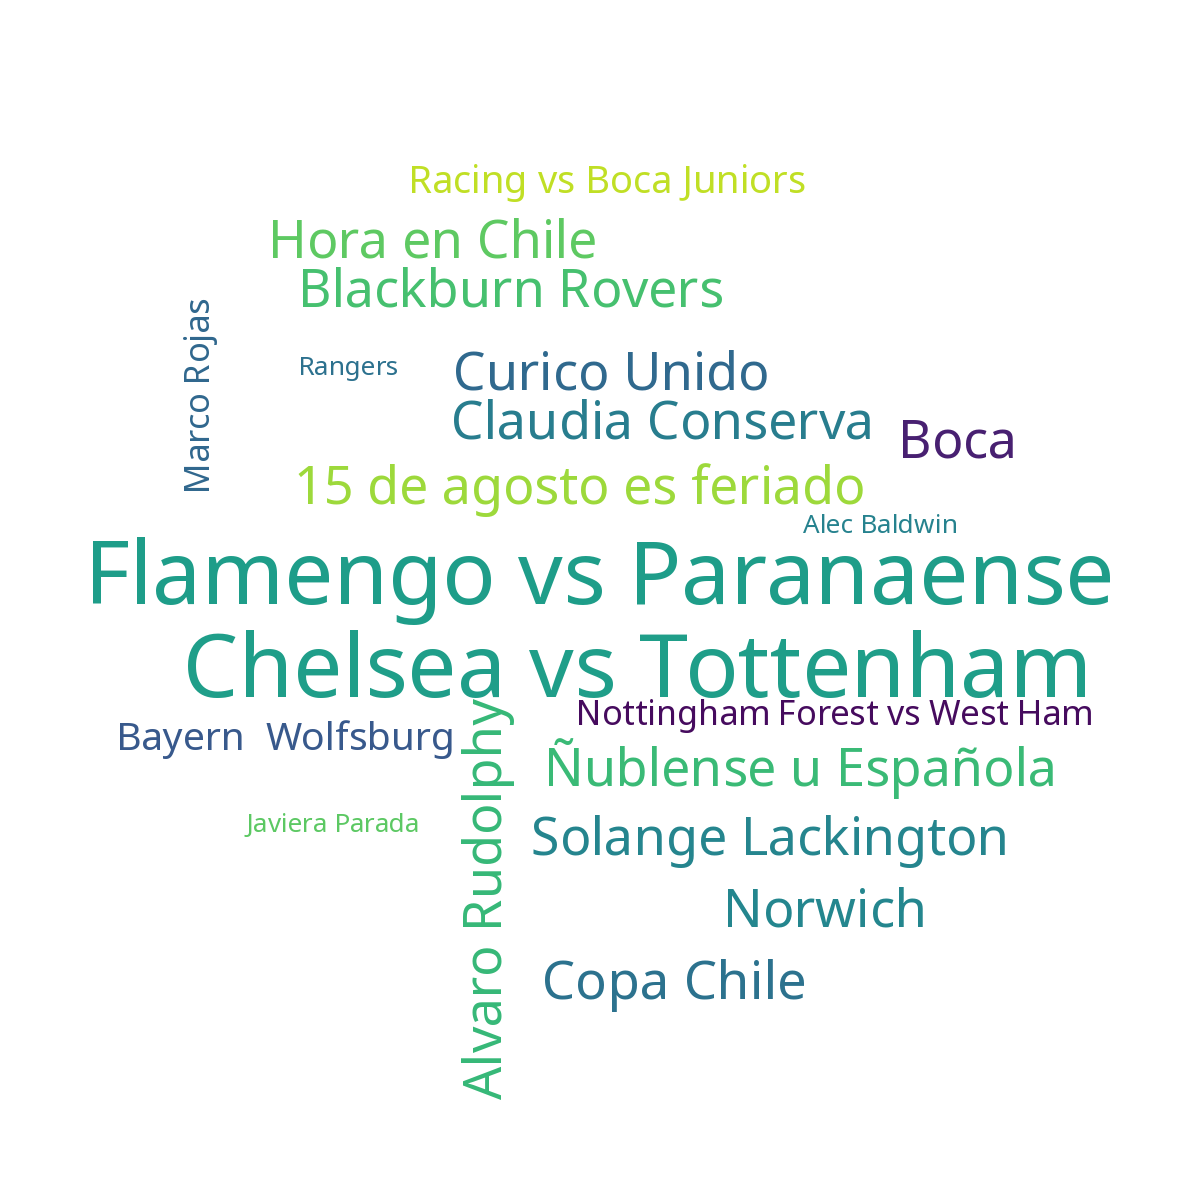 Racing vs Boca Juniors
Hora en Chile
Blackburn Rovers
Marco Rojas
Rangers
Curico Unido
Claudia Conserva
Boca
15 de agosto es feriado
Alec Baldwin
Flamengo vs Paranaense
Chelsea vs Tottenham
Nottingham Forest vs West Ham
Bayern  Wolfsburg
Ñublense u Española
Javiera Parada
Alvaro Rudolphy
Solange Lackington
Norwich
Copa Chile